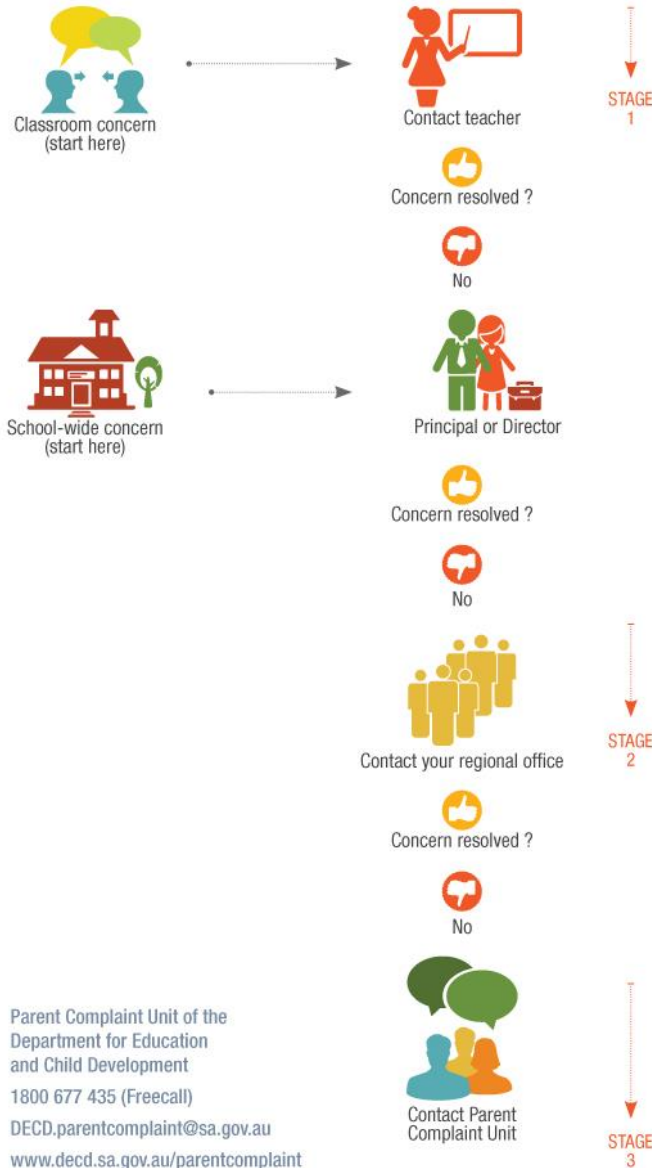 Classroom concern
(start here)
Contact teacher
STAGE
1
Concern resolved ?
No
School-wide concern
(start here)
Principal or Director
Concern resolved ?
No
Contact your regional office
STAGE
2
Concern resolved ?
No
Contact Parent
Complaint Unit
STAGE
3
Parent Complaint Unit of the
Department for Education
and Child Development
1800 677 435 (Freecall)
DECD.parentcomplaint@sa.gov.au
www.decd.sa.gov.au/parentcomplaint